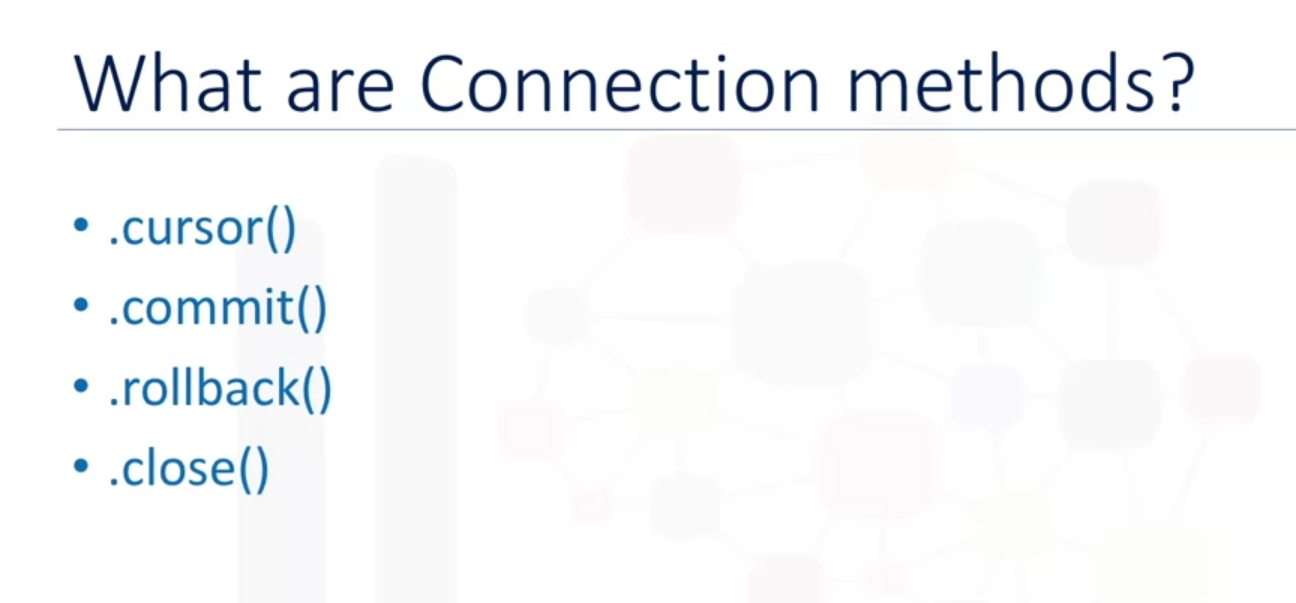 What are Connection methods?
• .cursor()
• .commit()
• .rollback()
• .close()